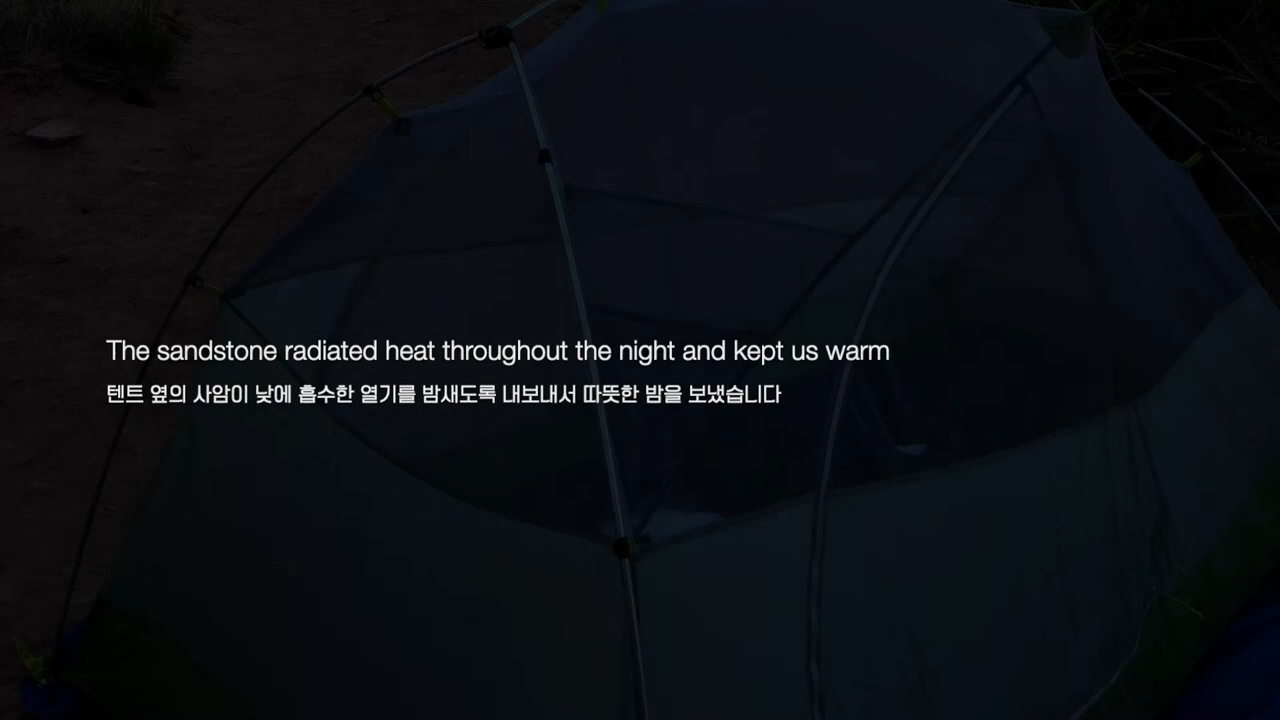 The sandstone radiated heat throughout the night and kept us warm
텐트 옆의 사암이 낮에 흡수한 열기를 밤새도록 내보내서 따뜻한 밤을 보냈습니다